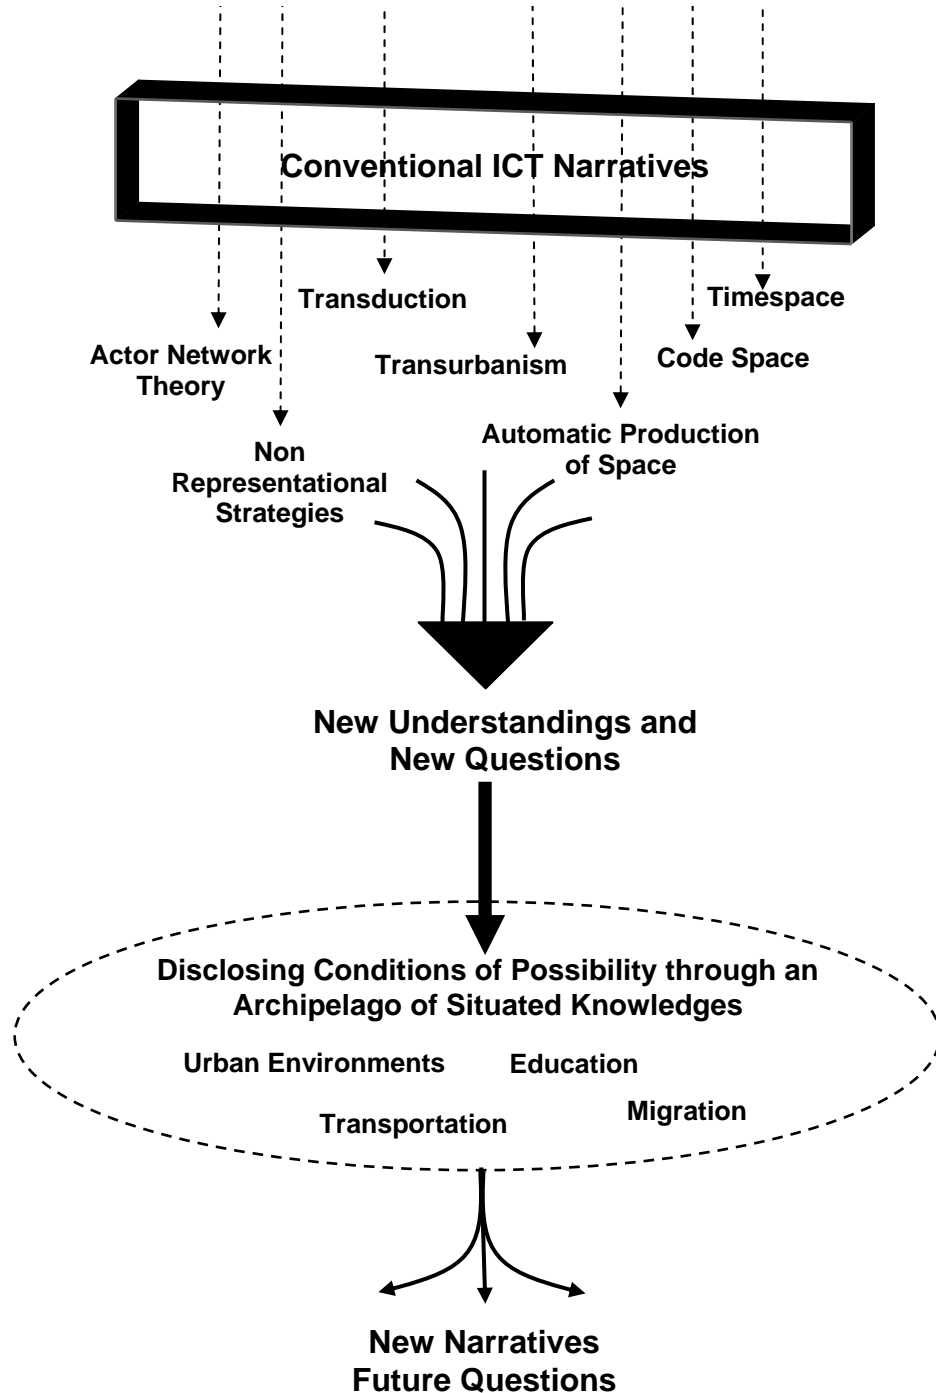 Conventional ICT Narratives
Transduction
Timespace
Actor Network
Theory
Transurbanism
Code Space
Non
Representational
Strategies
Automatic Production
of Space
New Understandings and
New Questions
Disclosing Conditions of Possibility through an
Archipelago of Situated Knowledges
Urban Environments
Education
Transportation
Migration
New Narratives
Future Questions